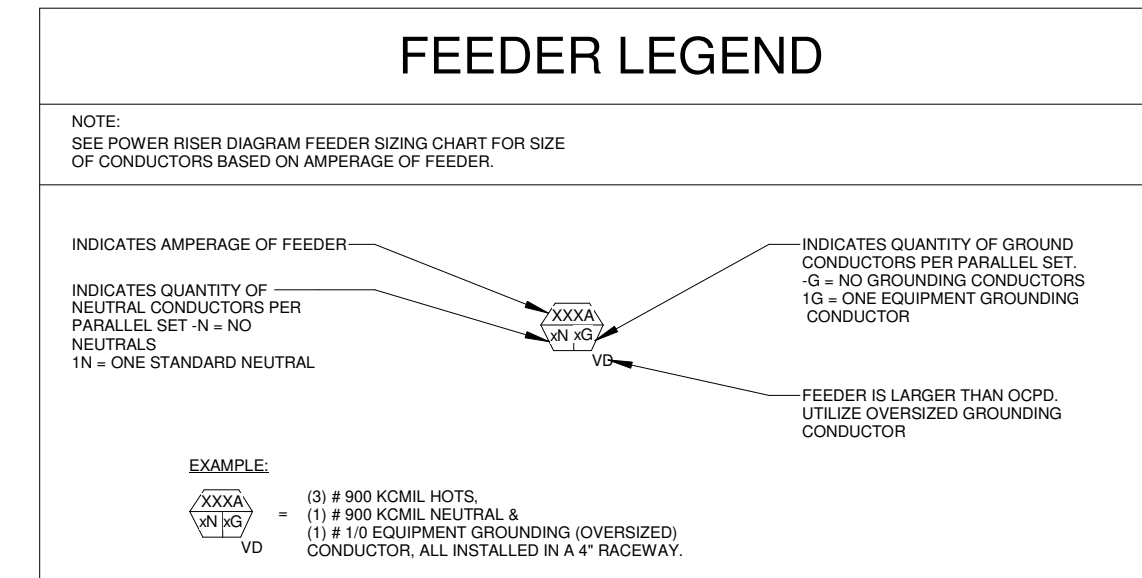 FEEDER LEGEND
NOTE:
SEE POWER RISER DIAGRAM FEEDER SIZING CHART FOR SIZE
OF CONDUCTORS BASED ON AMPERAGE OF FEEDER.
INDICATES AMPERAGE OF FEEDER
INDICATES QUANTITY OF
NEUTRAL CONDUCTORS PER
PARALLEL SET -N = NO
NEUTRALS
1N = ONE STANDARD NEUTRAL
XXXA
xN xG
VD
INDICATES QUANTITY OF GROUND
CONDUCTORS PER PARALLEL SET.
-G = NO GROUNDING CONDUCTORS
1G = ONE EQUIPMENT GROUNDING
CONDUCTOR
FEEDER IS LARGER THAN OCPD.
UTILIZE OVERSIZED GROUNDING
CONDUCTOR
EXAMPLE:
XXXA
xN xG
VD
=
(3) # 900 KCMIL HOTS,
(1) # 900 KCMIL NEUTRAL &
(1) # 1/0 EQUIPMENT GROUNDING (OVERSIZED)
CONDUCTOR, ALL INSTALLED IN A 4" RACEWAY.